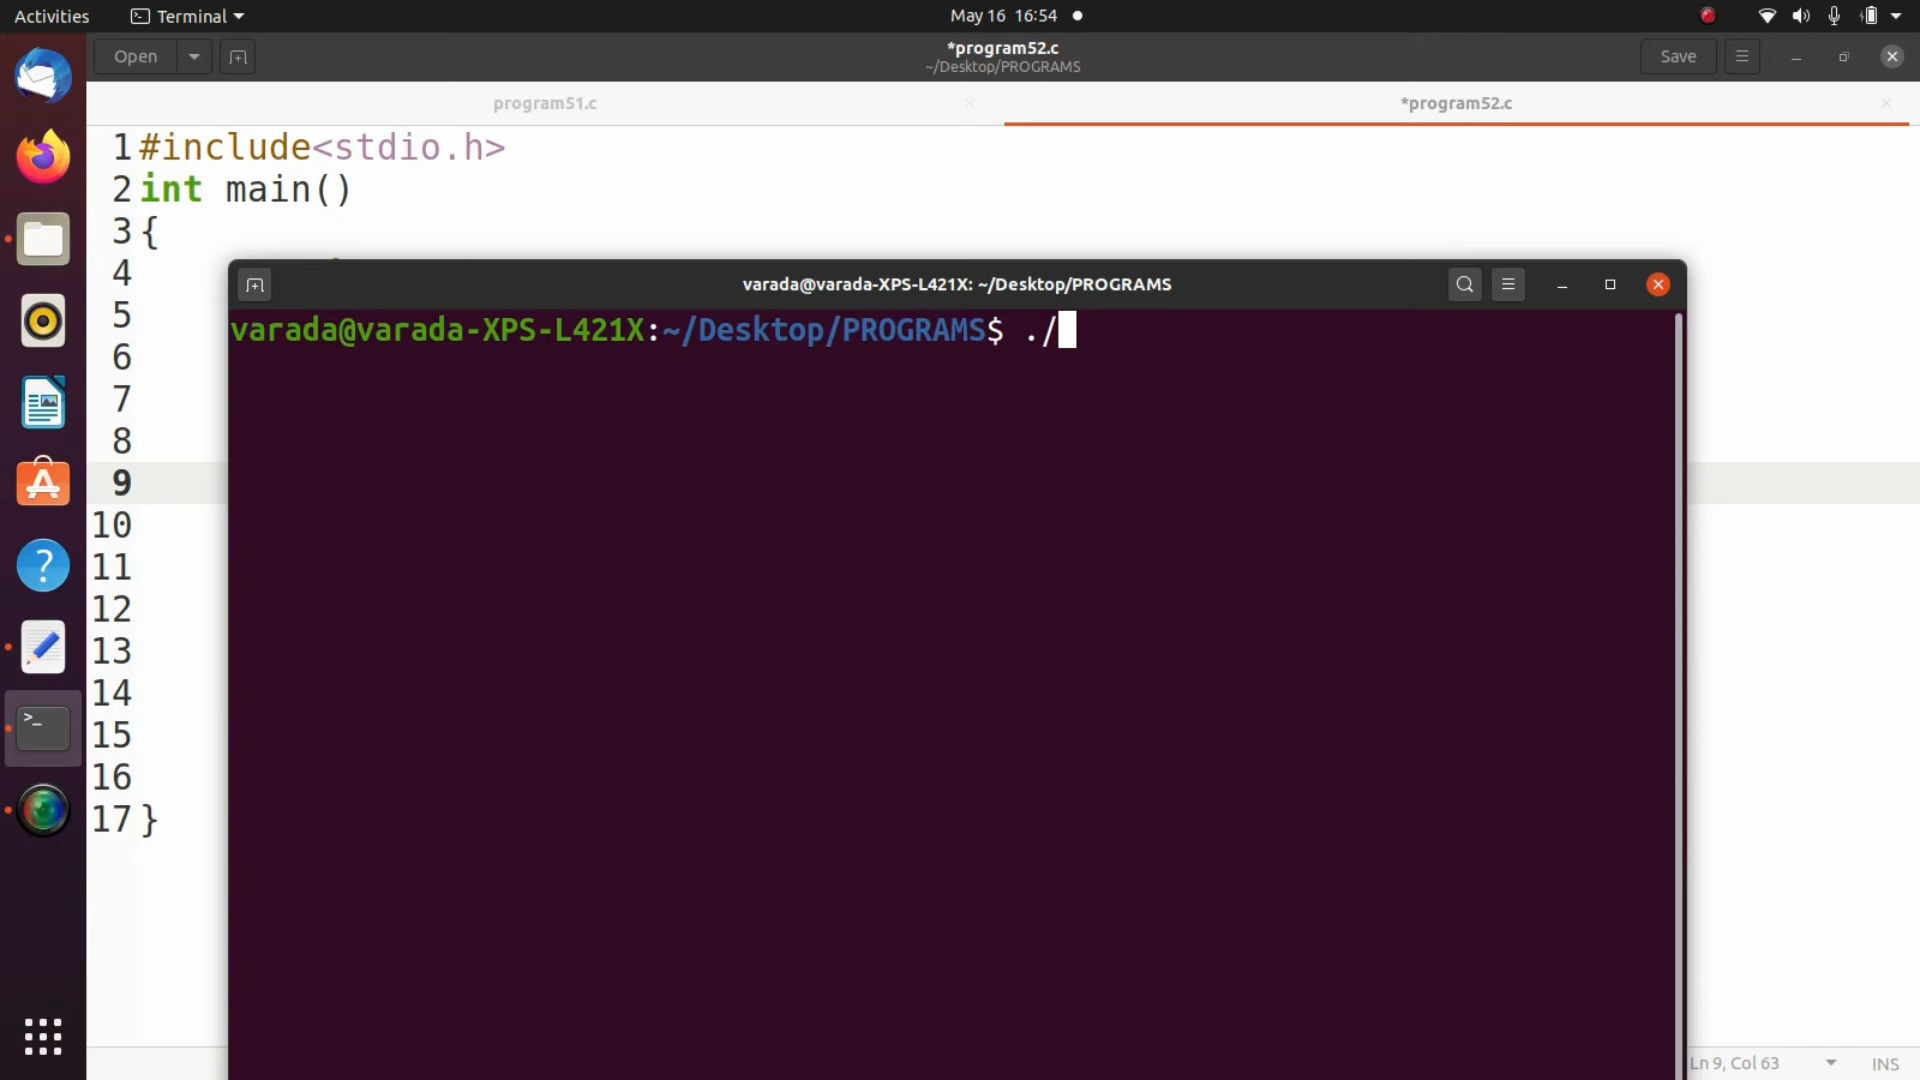 Activities Terminal May 16 16:54
Open *program52.c Save
~/Desktop/PROGRAMS
program51.c *program52.c
1 #include<stdio.h>
2 int main()
3 {
4
varada@varada-XPS-L421X: ~/Desktop/PROGRAMS
5
varada@varada-XPS-L421X:~/Desktop/PROGRAMS$ ./
6
7
8
9
10
11
12
13
14
15
16
17 }
Ln 9, Col 63 INS